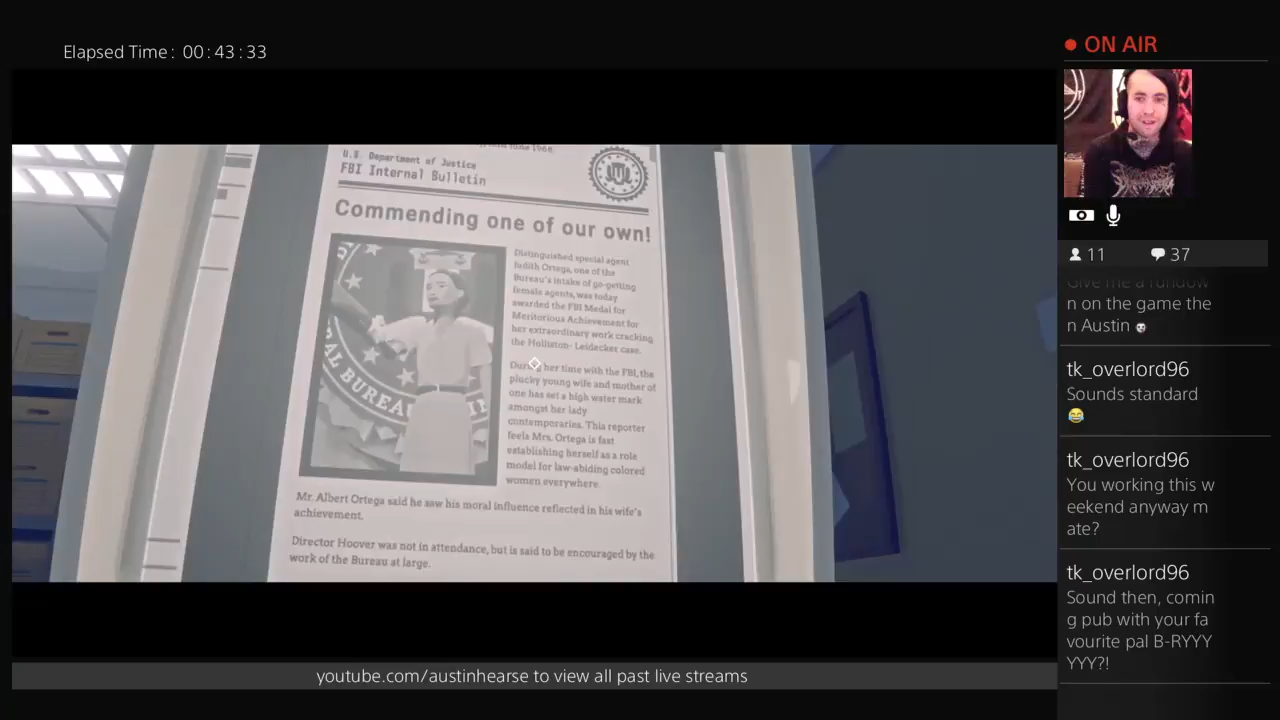 Elapsed Time: 00:43:33
ON AIR
June 1968
U.S. Department of Justice
FBI Internal Bulletin
Commending one of our own!
Distinguished special agent
Judith Ortega, one of the
Bureau's intake of go-getting
female agents, was today
awarded the FBI Medal for
Meritorious Achievement for
her extraordinary work cracking
the Holliston-Leidecker case.
During her time with the FBI, the
plucky young wife and mother of
one has set a high water mark
amongst her lady
contemporaries. This reporter
feels Mrs. Ortega is fast
establishing herself as a role
model for law-abiding colored
women everywhere.
Mr. Albert Ortega said he saw his moral influence reflected in his wife's
achievement.
Director Hoover was not in attendance, but is said to be encouraged by the
work of the Bureau at large.
RAL BUREAU
11 37
Give me a rundow
n on the game the
n Austin 💀
tk_overlord96
Sounds standard
😂
tk_overlord96
You working this w
eekend anyway m
ate?
tk_overlord96
Sound then, comin
g pub with your fa
vourite pal B-RYYY
YYY?!
youtube.com/austinhearse to view all past live streams